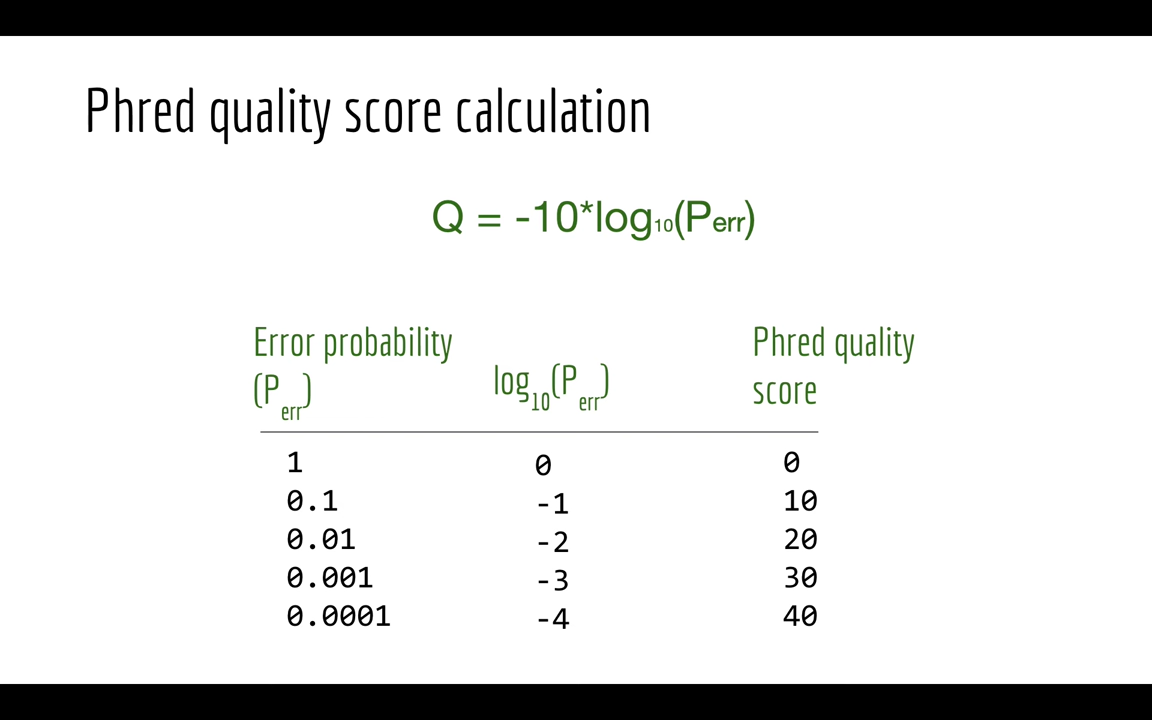 Phred quality score calculation
Q = -10*log₁₀(Perr)
Error probability (Perr) log₁₀(Perr) Phred quality score
1 0 0
0.1 -1 10
0.01 -2 20
0.001 -3 30
0.0001 -4 40